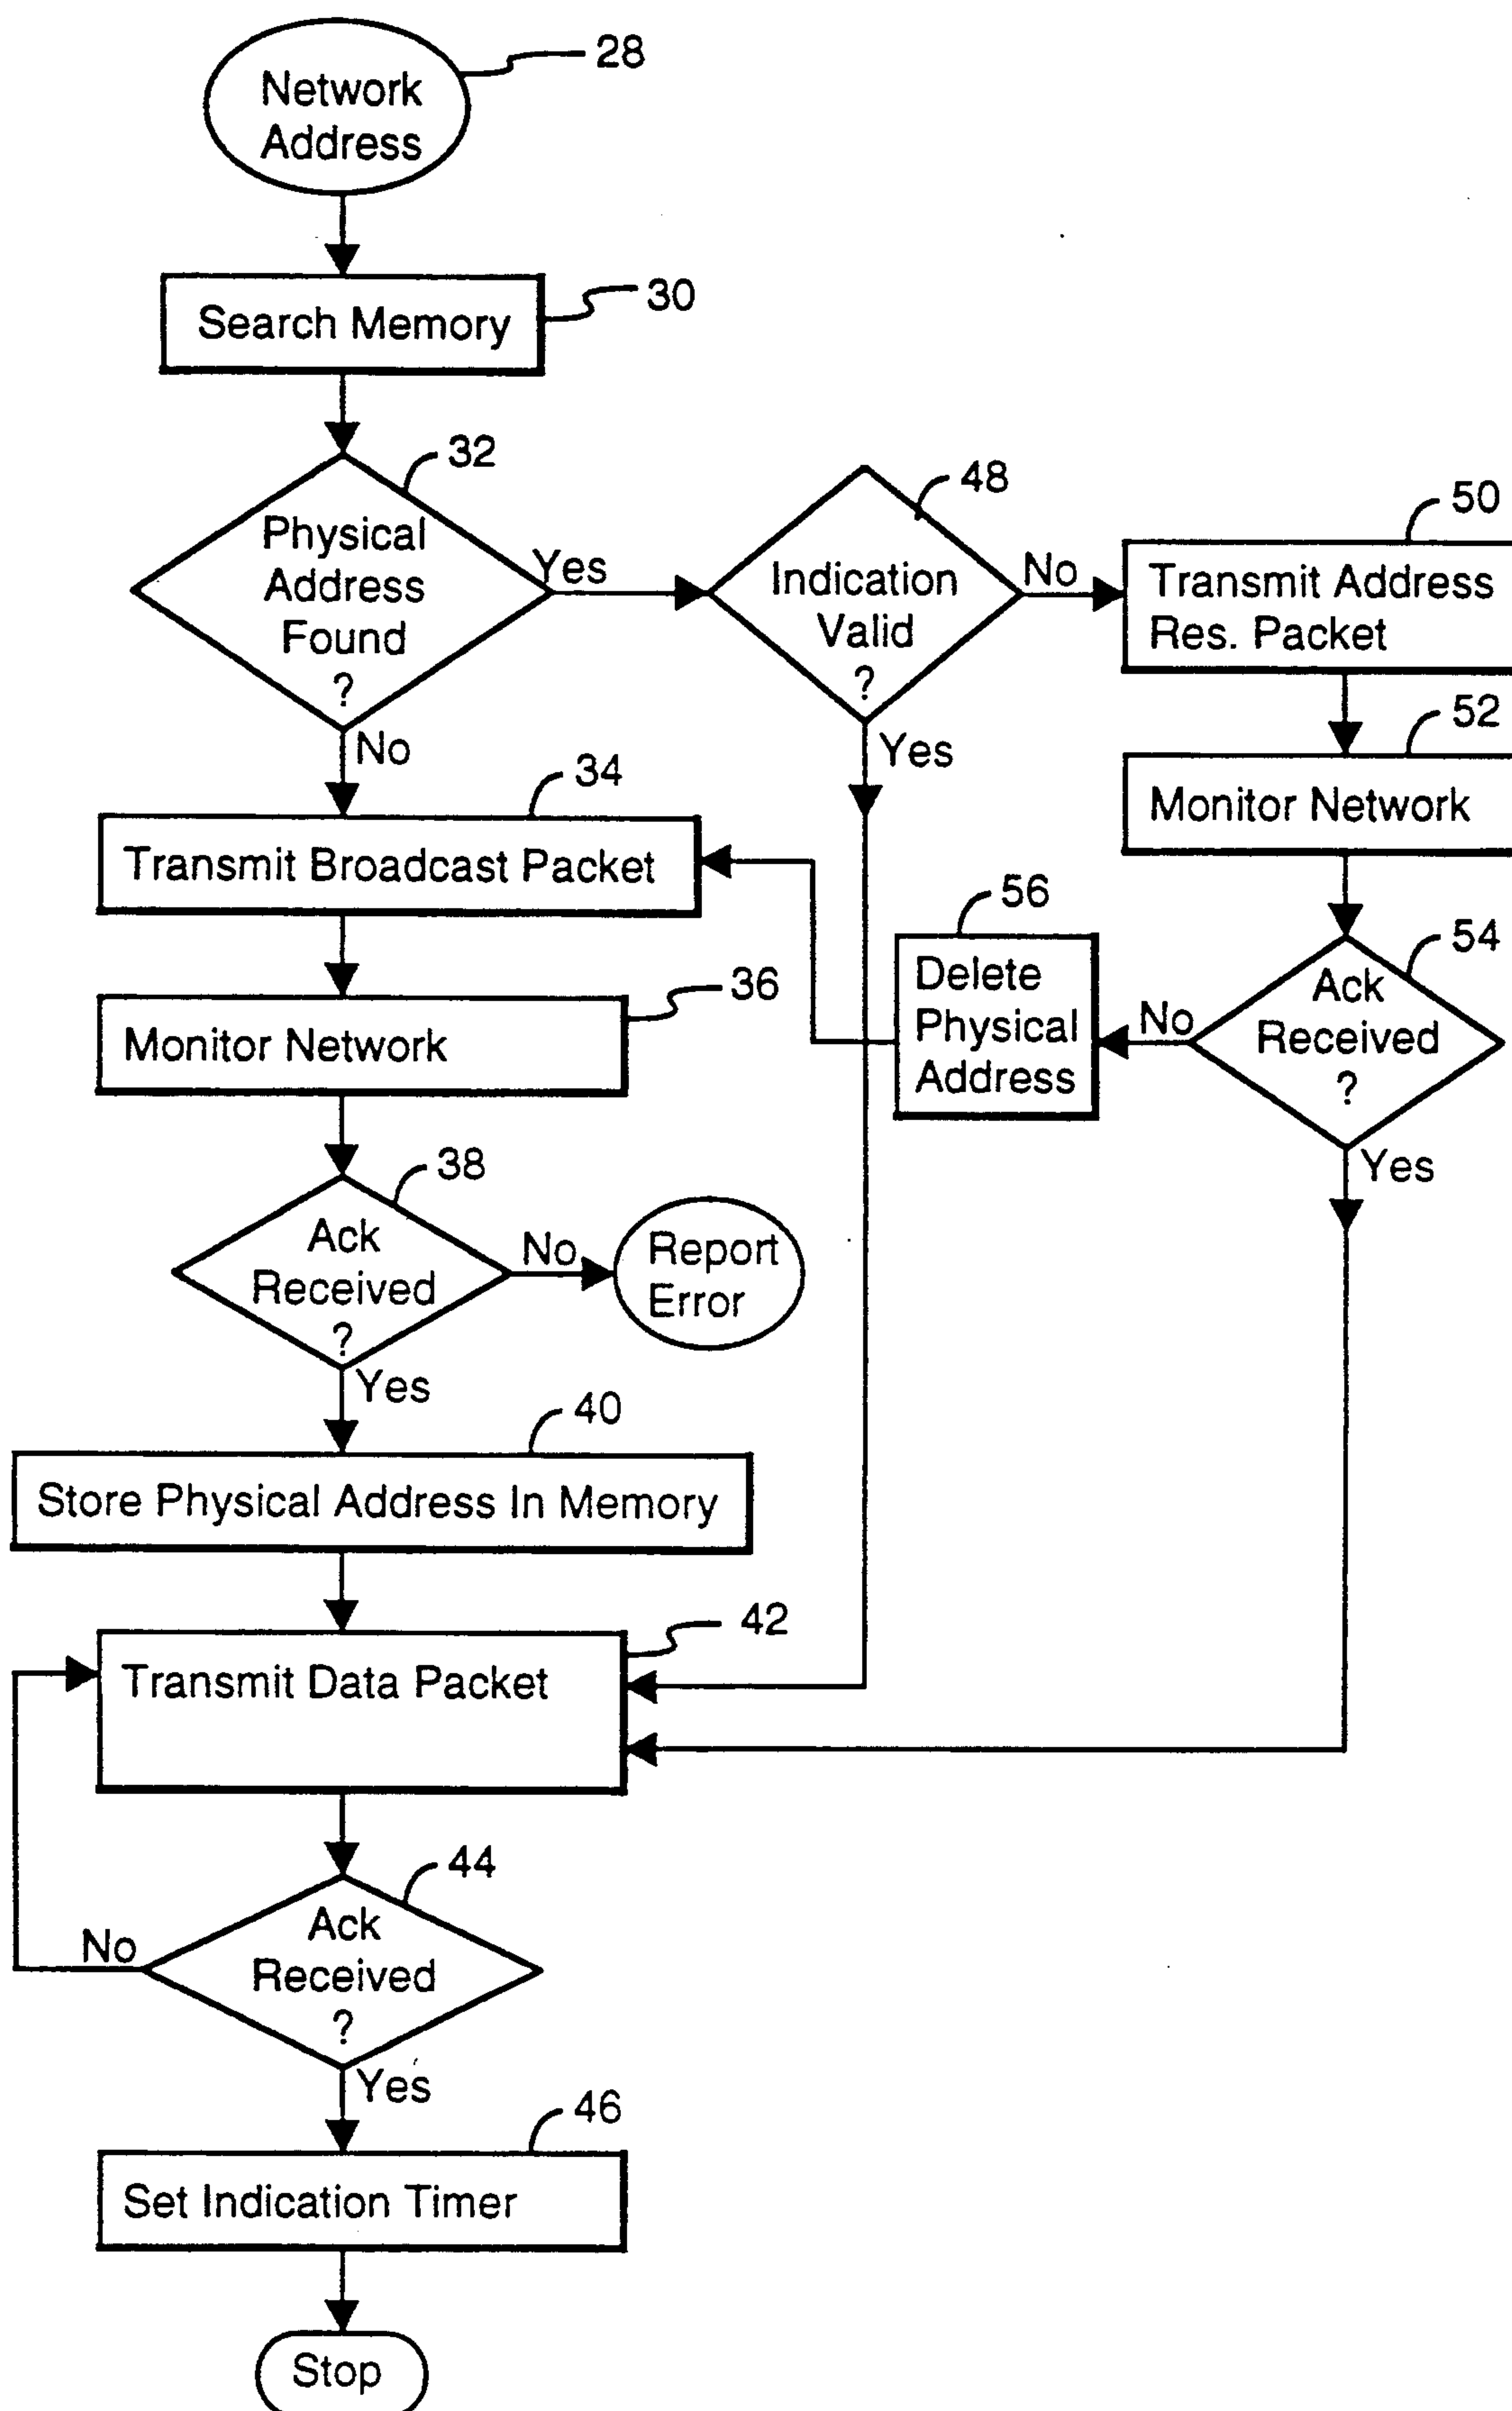 Network
Address
28
Search Memory
30
32
Physical
Address
Found
?
Yes
No
48
Indication
Valid
?
No
Yes
50
Transmit Address
Res. Packet
52
Monitor Network
54
Ack
Received
?
No
Yes
56
Delete
Physical
Address
34
Transmit Broadcast Packet
36
Monitor Network
38
Ack
Received
?
No
Yes
Report
Error
40
Store Physical Address In Memory
42
Transmit Data Packet
44
Ack
Received
?
No
Yes
46
Set Indication Timer
Stop